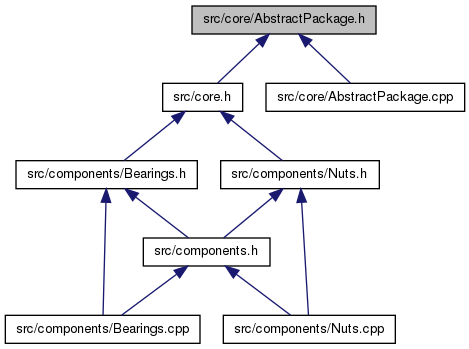 src/core/AbstractPackage.h
src/core.h
src/core/AbstractPackage.cpp
src/components/Bearings.h
src/components/Nuts.h
src/components.h
src/components/Bearings.cpp
src/components/Nuts.cpp